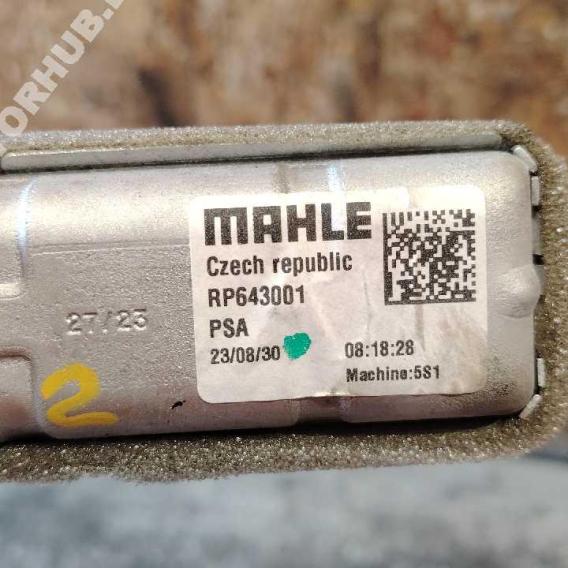 ORHUB.
MAHLE
Czech republic
RP643001
PSA
23/08/30 08:18:28
Machine:5S1
27/23
2